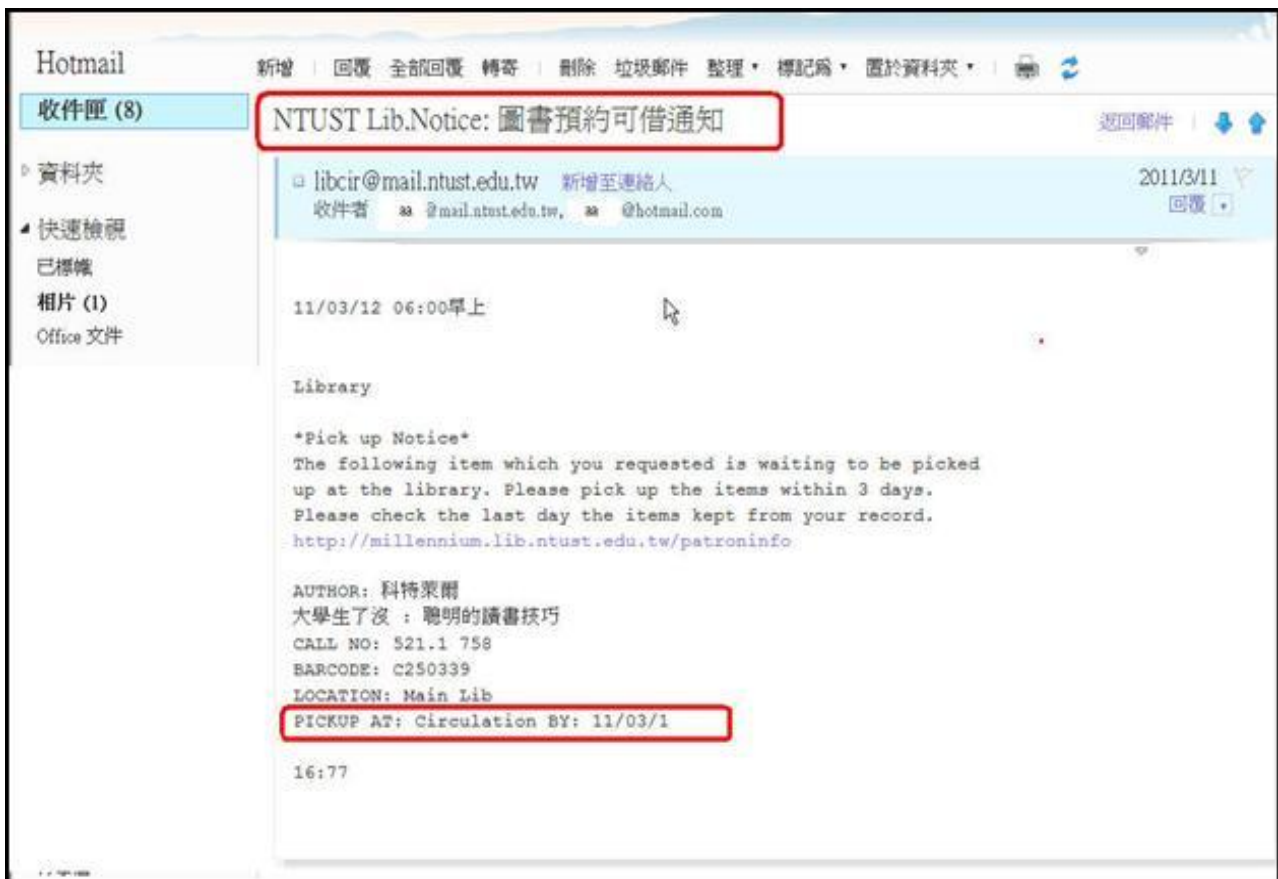 Hotmail
新增 回覆 全部回覆 轉寄 刪除 垃圾郵件 整理 標記為 置於資料夾
收件匣 (8)
NTUST Lib.Notice: 圖書預約可借通知
返回郵件
資料夾
libcir@mail.ntust.edu.tw 新增至連絡人
2011/3/11
收件者 aa @mail.ntust.edu.tw, aa @hotmail.com
回覆
快速檢視
已標幟
相片 (1)
Office 文件
11/03/12 06:00早上
Library
*Pick up Notice*
The following item which you requested is waiting to be picked
up at the library. Please pick up the items within 3 days.
Please check the last day the items kept from your record.
http://millennium.lib.ntust.edu.tw/patroninfo
AUTHOR: 科特萊爾
大學生了沒 : 聰明的讀書技巧
CALL NO: 521.1 758
BARCODE: C250339
LOCATION: Main Lib
PICKUP AT: Circulation BY: 11/03/1
16:77